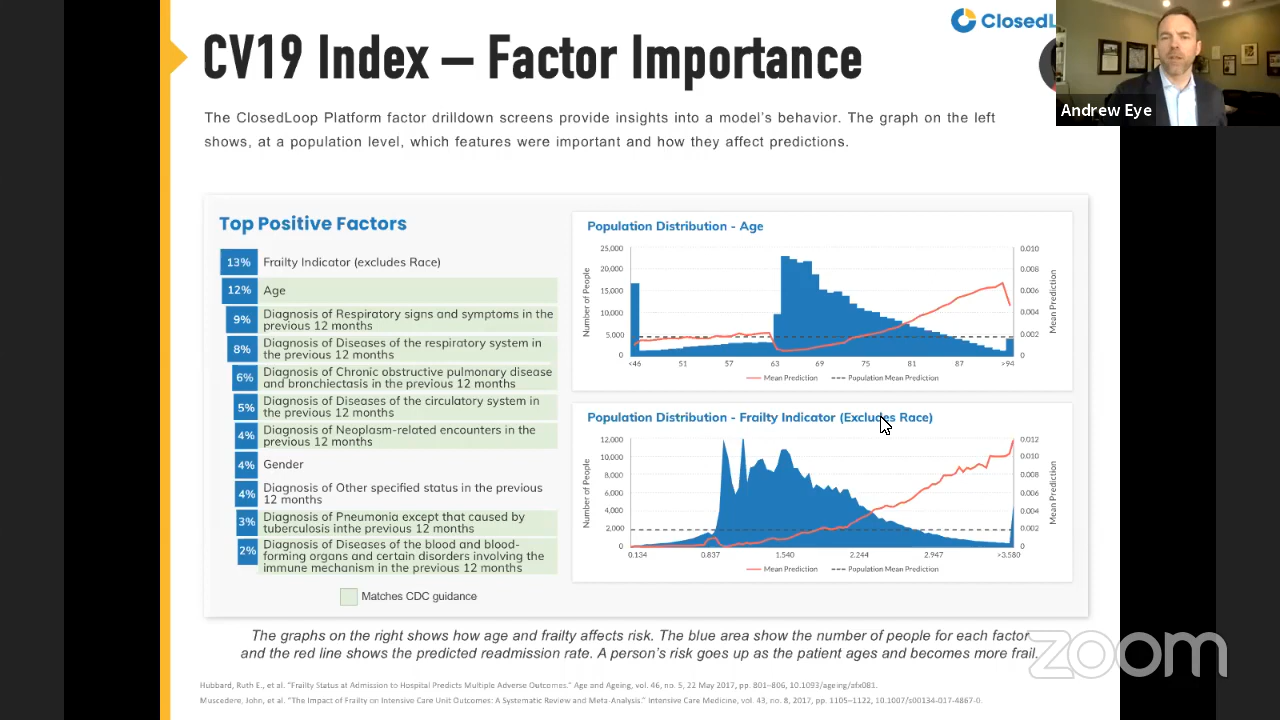 ClosedL
CV19 Index – Factor Importance
Andrew Eye
The ClosedLoop Platform factor drilldown screens provide insights into a model's behavior. The graph on the left
shows, at a population level, which features were important and how they affect predictions.
Top Positive Factors
13% Frailty Indicator (excludes Race)
12% Age
9% Diagnosis of Respiratory signs and symptoms in the
previous 12 months
8% Diagnosis of Diseases of the respiratory system in
the previous 12 months
6% Diagnosis of Chronic obstructive pulmonary disease
and bronchiectasis in the previous 12 months
5% Diagnosis of Diseases of the circulatory system in
the previous 12 months
4% Diagnosis of Neoplasm-related encounters in the
previous 12 months
4% Gender
4% Diagnosis of Other specified status in the previous
12 months
3% Diagnosis of Pneumonia except that caused by
tuberculosis inthe previous 12 months
2% Diagnosis of Diseases of the blood and blood-
forming organs and certain disorders involving the
immune mechanism in the previous 12 months
Matches CDC guidance
Population Distribution - Age
Number of People
25,000
20,000
15,000
10,000
5,000
0
0.010
0.008
0.006
0.004
0.002
0
Mean Prediction
<46 51 57 63 69 75 81 87 >94
Mean Prediction Population Mean Prediction
Population Distribution - Frailty Indicator (Excludes Race)
Number of People
12,000
10,000
8,000
6,000
4,000
2,000
0
0.012
0.010
0.008
0.006
0.004
0.002
0
Mean Prediction
0.134 0.837 1.540 2.244 2.947 >3.580
Mean Prediction Population Mean Prediction
The graphs on the right shows how age and frailty affects risk. The blue area show the number of people for each factor
and the red line shows the predicted readmission rate. A person's risk goes up as the patient ages and becomes more frail.
zoom
Hubbard, Ruth E., et al. "Frailty Status at Admission to Hospital Predicts Multiple Adverse Outcomes." Age and Ageing, vol. 46, no. 5, 22 May 2017, pp. 801–806, 10.1093/ageing/afx081.
Muscedere, John, et al. "The Impact of Frailty on Intensive Care Unit Outcomes: A Systematic Review and Meta-Analysis." Intensive Care Medicine, vol. 43, no. 8, 2017, pp. 1105–1122, 10.1007/s00134-017-4867-0.